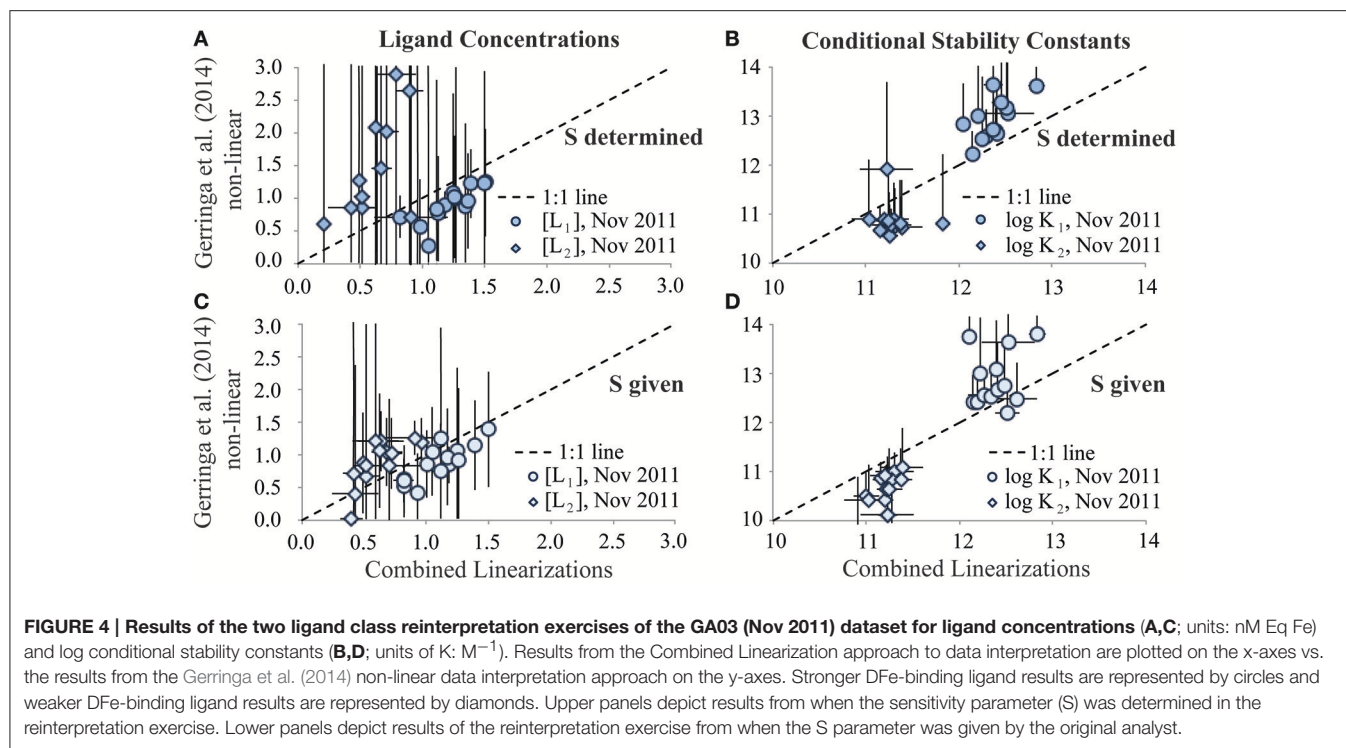 A
Ligand Concentrations
B
Conditional Stability Constants
Gerringa et al. (2014)
non-linear
3.0
2.5
2.0
1.5
1.0
0.5
0.0
S determined
1:1 line
[L₁], Nov 2011
[L₂], Nov 2011
0.0 0.5 1.0 1.5 2.0 2.5 3.0
14
13
12
11
10
S determined
1:1 line
log K₁, Nov 2011
log K₂, Nov 2011
10 11 12 13 14
C
Gerringa et al. (2014)
non-linear
3.0
2.5
2.0
1.5
1.0
0.5
0.0
S given
1:1 line
[L₁], Nov 2011
[L₂], Nov 2011
0.0 0.5 1.0 1.5 2.0 2.5 3.0
Combined Linearizations
D
14
13
12
11
10
S given
1:1 line
log K₁, Nov 2011
log K₂, Nov 2011
10 11 12 13 14
Combined Linearizations
FIGURE 4 | Results of the two ligand class reinterpretation exercises of the GA03 (Nov 2011) dataset for ligand concentrations (A,C; units: nM Eq Fe)
and log conditional stability constants (B,D; units of K: M⁻¹). Results from the Combined Linearization approach to data interpretation are plotted on the x-axes vs.
the results from the Gerringa et al. (2014) non-linear data interpretation approach on the y-axes. Stronger DFe-binding ligand results are represented by circles and
weaker DFe-binding ligand results are represented by diamonds. Upper panels depict results from when the sensitivity parameter (S) was determined in the
reinterpretation exercise. Lower panels depict results of the reinterpretation exercise from when the S parameter was given by the original analyst.